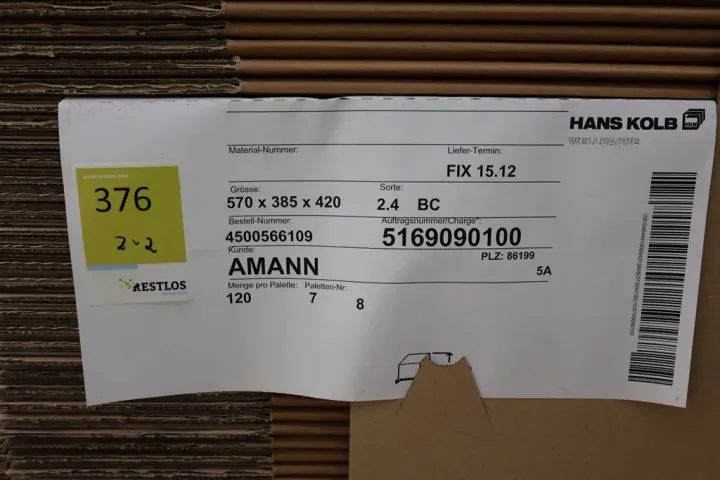 HANS KOLB
WELLPAPPE
Material-Nummer:
Liefer-Termin:
FIX 15.12
Grösse:
Sorte:
570 x 385 x 420
2.4 BC
Bestell-Nummer:
Auftragsnummer/Charge*:
4500566109
5169090100
Kunde:
PLZ: 86199
AMANN
5A
Menge pro Palette:
Paletten-Nr:
120
7
8
376
2-2
RESTLOS